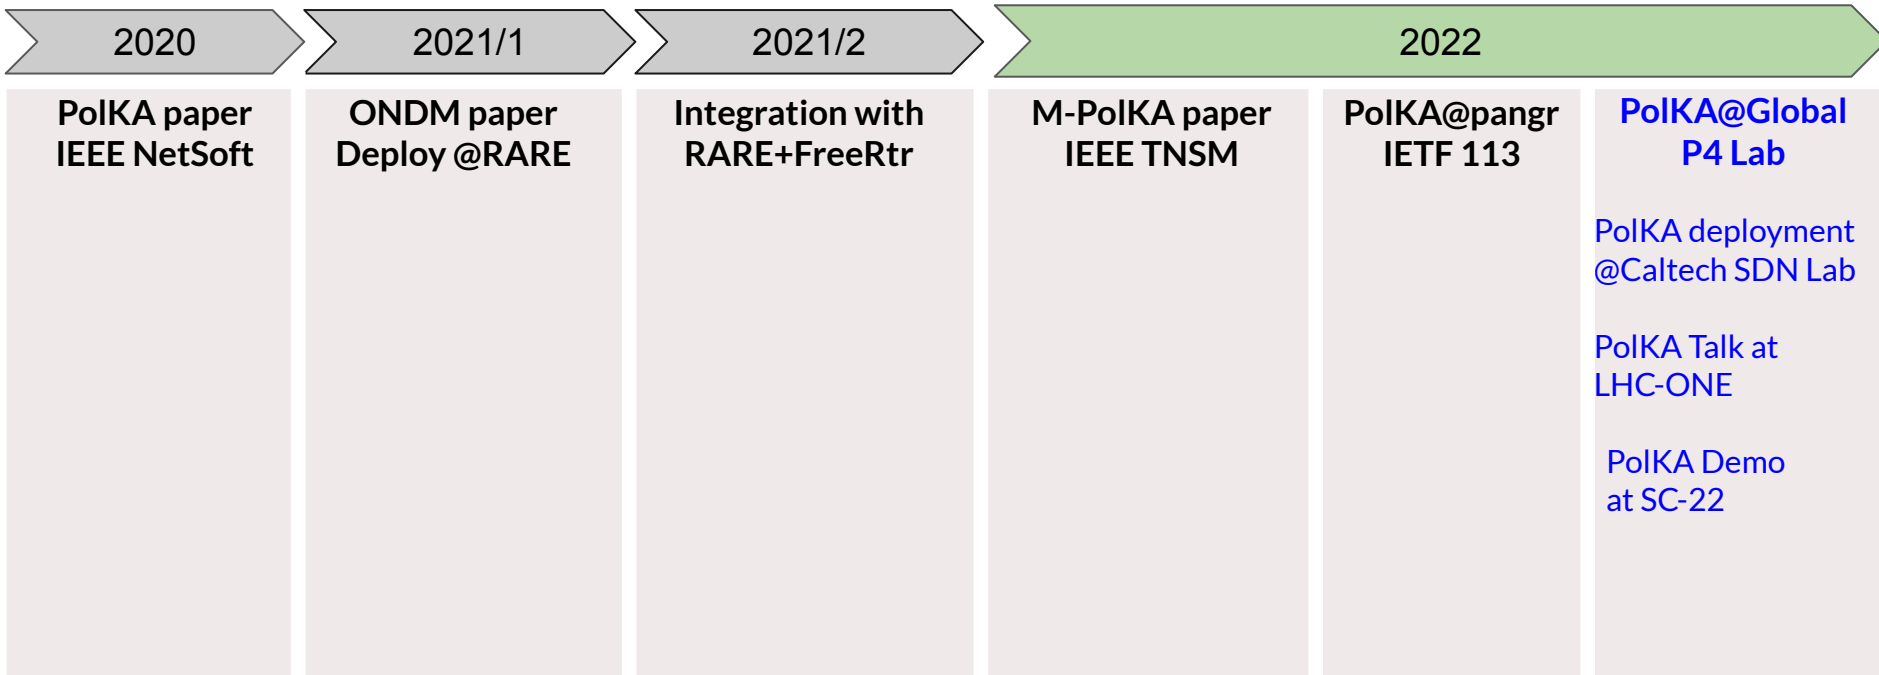 2020
2021/1
2021/2
2022
PolKA paper
IEEE NetSoft
ONDM paper
Deploy @RARE
Integration with
RARE+FreeRtr
M-PolKA paper
IEEE TNSM
PolKA@pangr
IETF 113
PolKA@Global
P4 Lab
PolKA deployment
@Caltech SDN Lab
PolKA Talk at
LHC-ONE
PolKA Demo
at SC-22